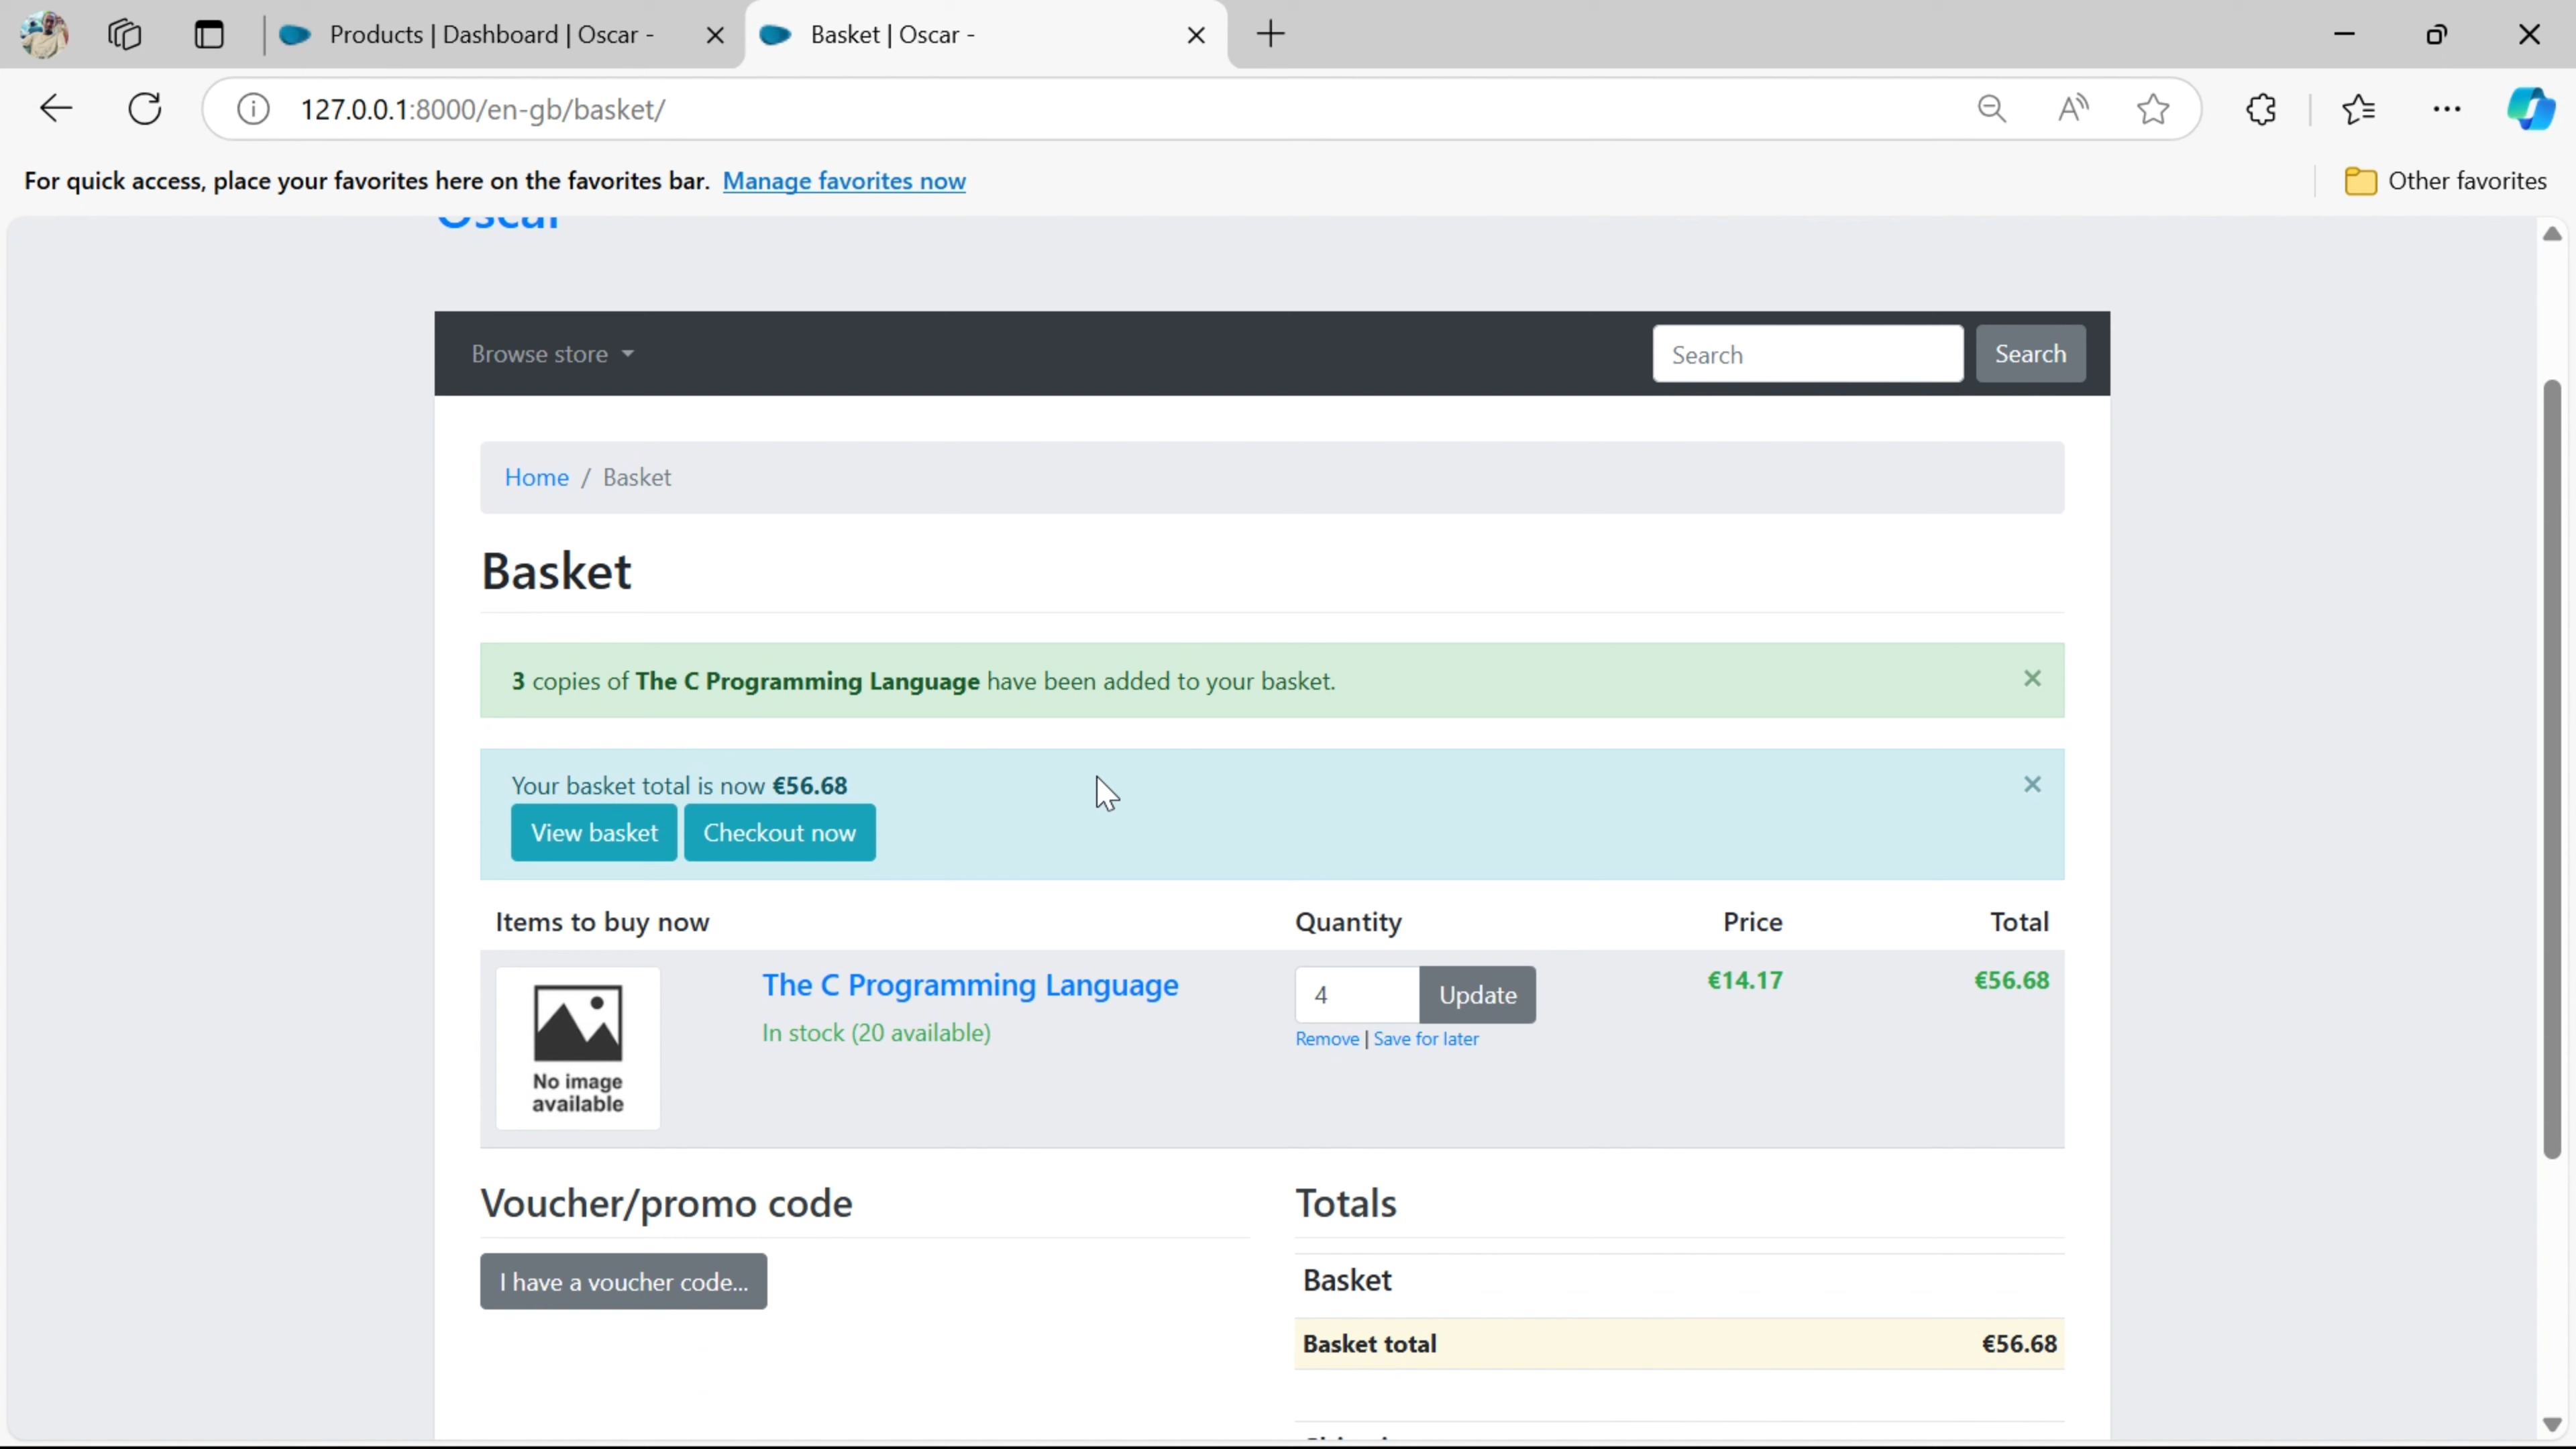 Products | Dashboard | Oscar -
Basket | Oscar -
127.0.0.1:8000/en-gb/basket/
For quick access, place your favorites here on the favorites bar. Manage favorites now
Other favorites
Oscar
Browse store
Search
Search
Home / Basket
Basket
3 copies of The C Programming Language have been added to your basket.
Your basket total is now €56.68
View basket
Checkout now
Items to buy now Quantity Price Total
The C Programming Language
4
Update
€14.17
€56.68
In stock (20 available)
Remove | Save for later
No image
available
Voucher/promo code
Totals
I have a voucher code...
Basket
Basket total €56.68